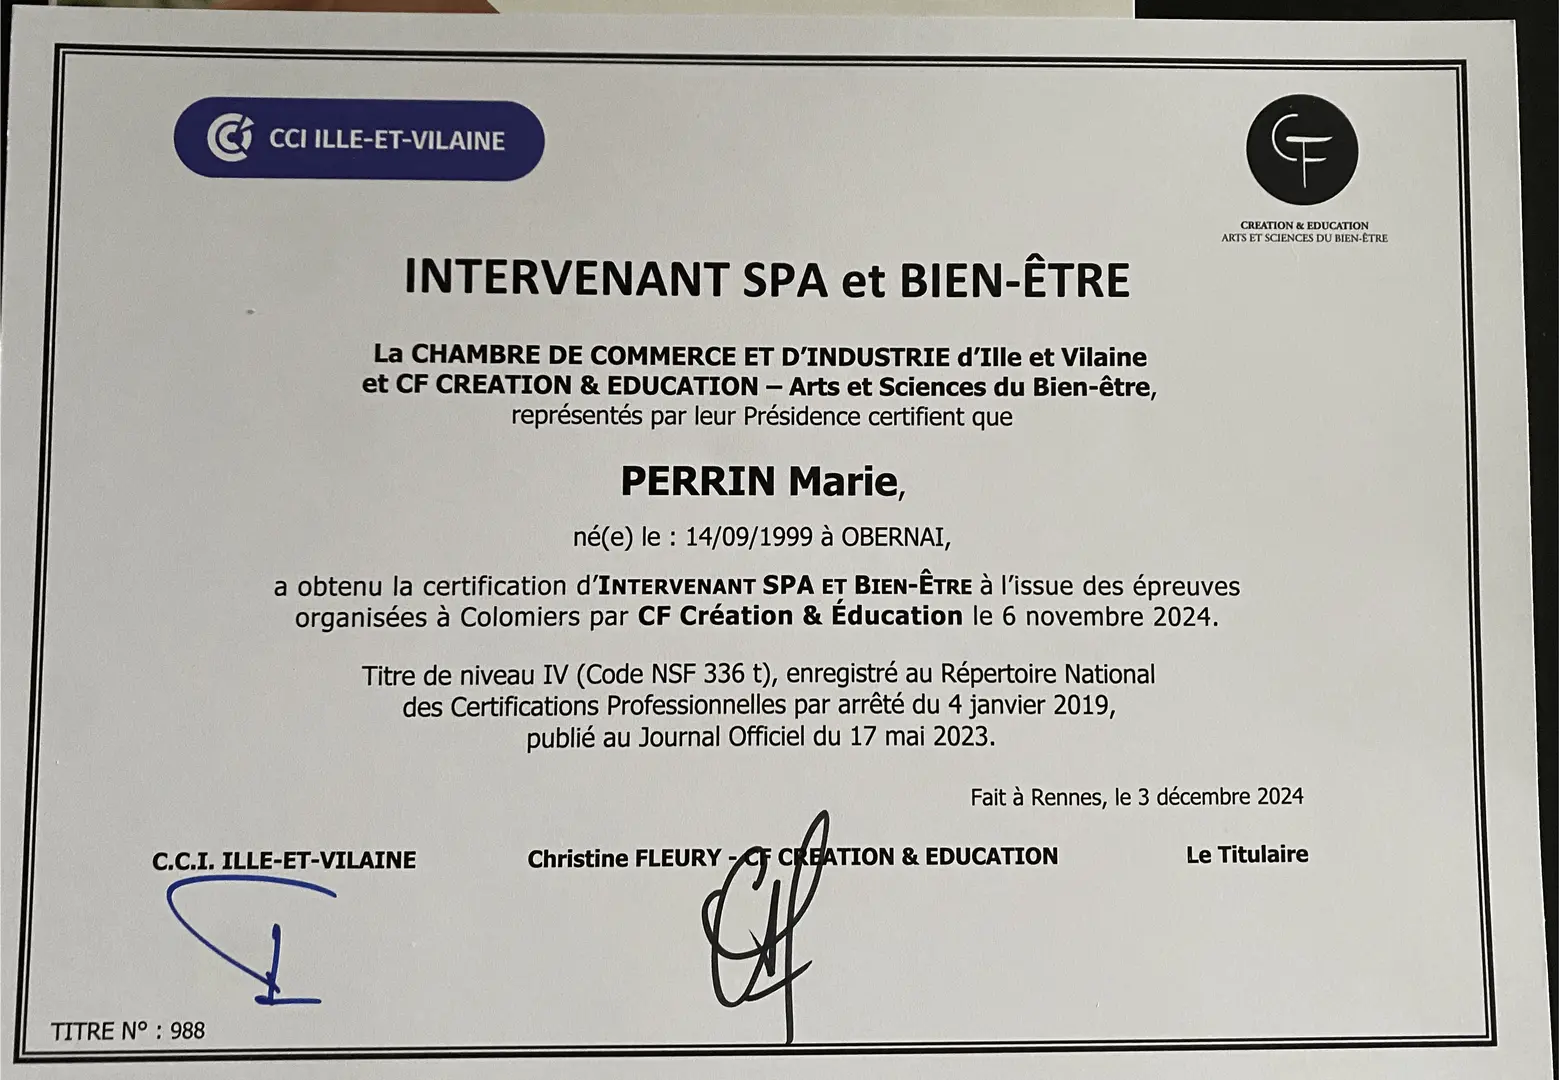 CCI ILLE-ET-VILAINE
CF
CREATION & EDUCATION
ARTS ET SCIENCES DU BIEN-ÊTRE
INTERVENANT SPA et BIEN-ÊTRE
La CHAMBRE DE COMMERCE ET D'INDUSTRIE d'Ille et Vilaine
et CF CREATION & EDUCATION – Arts et Sciences du Bien-être,
représentés par leur Présidence certifient que
PERRIN Marie,
né(e) le : 14/09/1999 à OBERNAI,
a obtenu la certification d'INTERVENANT SPA ET BIEN-ÊTRE à l'issue des épreuves
organisées à Colomiers par CF Création & Éducation le 6 novembre 2024.
Titre de niveau IV (Code NSF 336 t), enregistré au Répertoire National
des Certifications Professionnelles par arrêté du 4 janvier 2019,
publié au Journal Officiel du 17 mai 2023.
Fait à Rennes, le 3 décembre 2024
C.C.I. ILLE-ET-VILAINE
Christine FLEURY - CF CREATION & EDUCATION
Le Titulaire
TITRE N° : 988